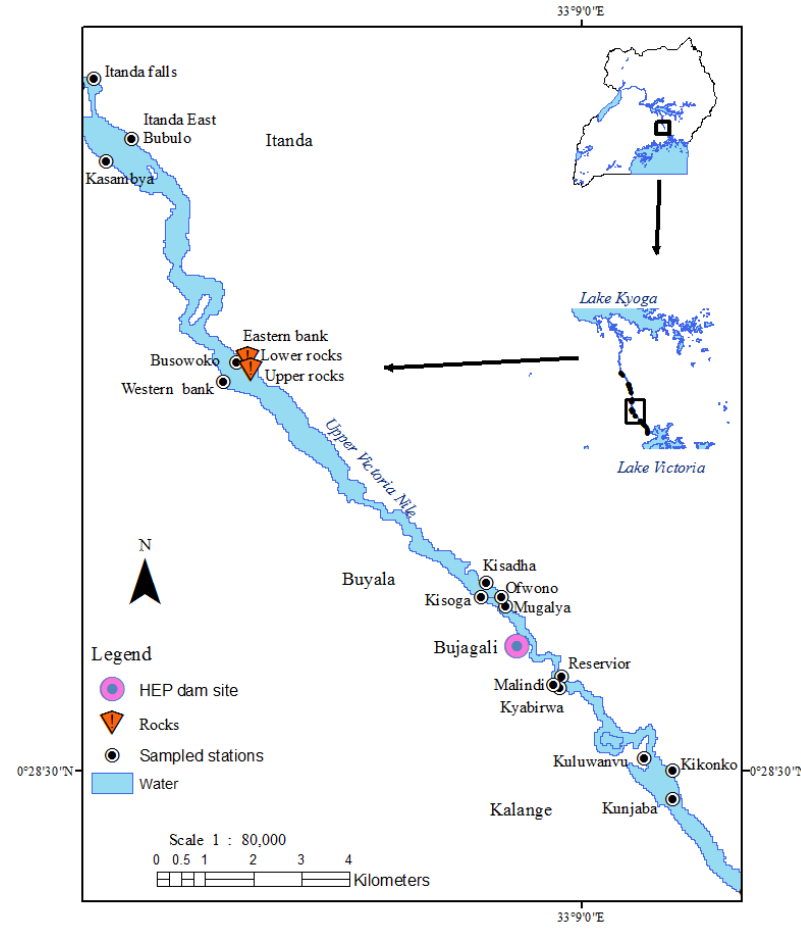 33°9'0"E
Itanda falls
Itanda East
Bubulo
Itanda
Kasambya
Lake Kyoga
Eastern bank
Lower rocks
Busowoko
Upper rocks
Western bank
Lake Victoria
Upper Victoria Nile
N
Kisadha
Buyala
Ofwono
Kisoga
Mugalya
Bujagali
Legend
Reservior
HEP dam site
Malindi
Kyabirwa
Rocks
Sampled stations
Kuluwanvu
Kikonko
0°28'30"N
0°28'30"N
Water
Kunjaba
Kalange
Scale 1 : 80,000
0 0.5 1 2 3 4
Kilometers
33°9'0"E